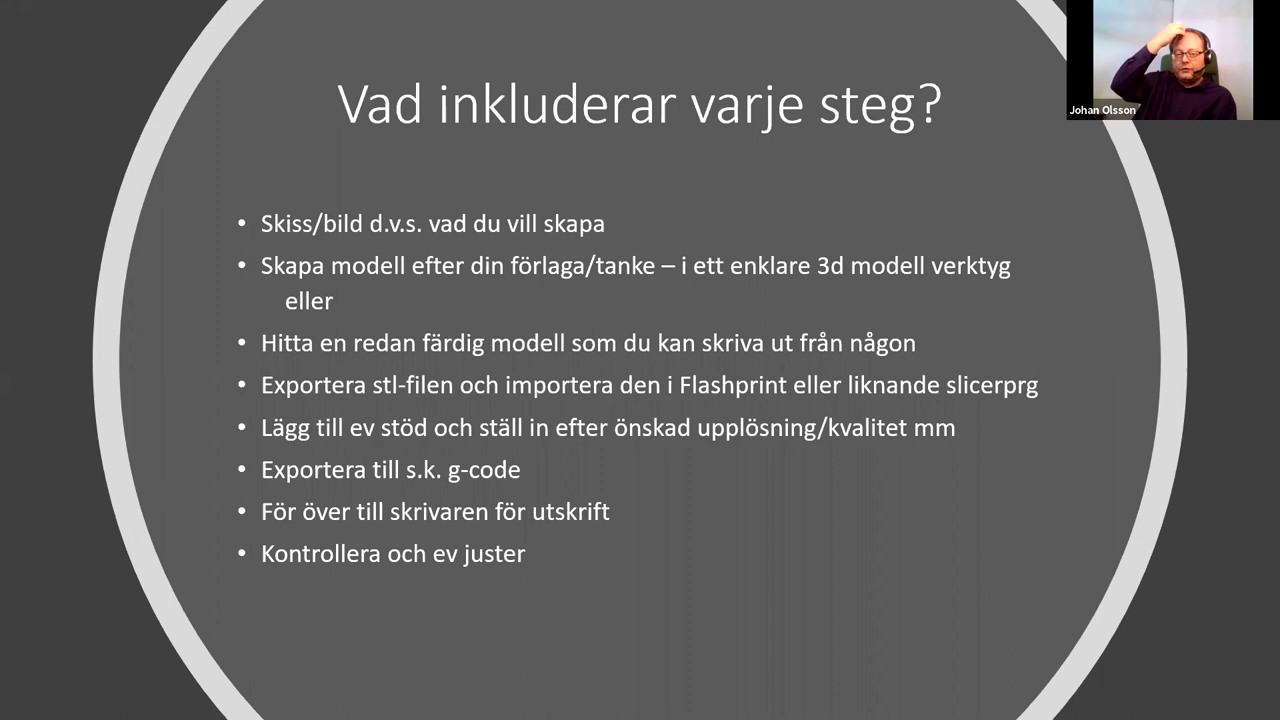 Vad inkluderar varje steg?
Johan Olsson
• Skiss/bild d.v.s. vad du vill skapa
• Skapa modell efter din förlaga/tanke – i ett enklare 3d modell verktyg
eller
• Hitta en redan färdig modell som du kan skriva ut från någon
• Exportera stl-filen och importera den i Flashprint eller liknande slicerprg
• Lägg till ev stöd och ställ in efter önskad upplösning/kvalitet mm
• Exportera till s.k. g-code
• För över till skrivaren för utskrift
• Kontrollera och ev juster